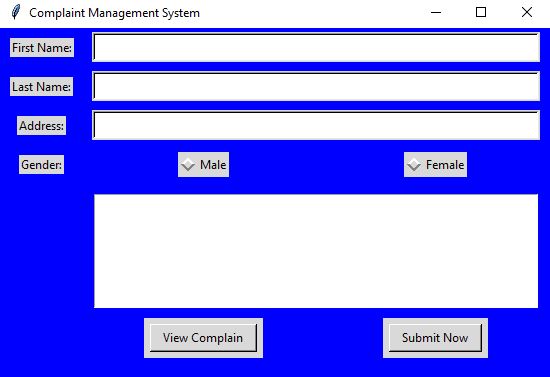 Complaint Management System
First Name:
Last Name:
Address:
Gender: Male Female
View Complain Submit Now